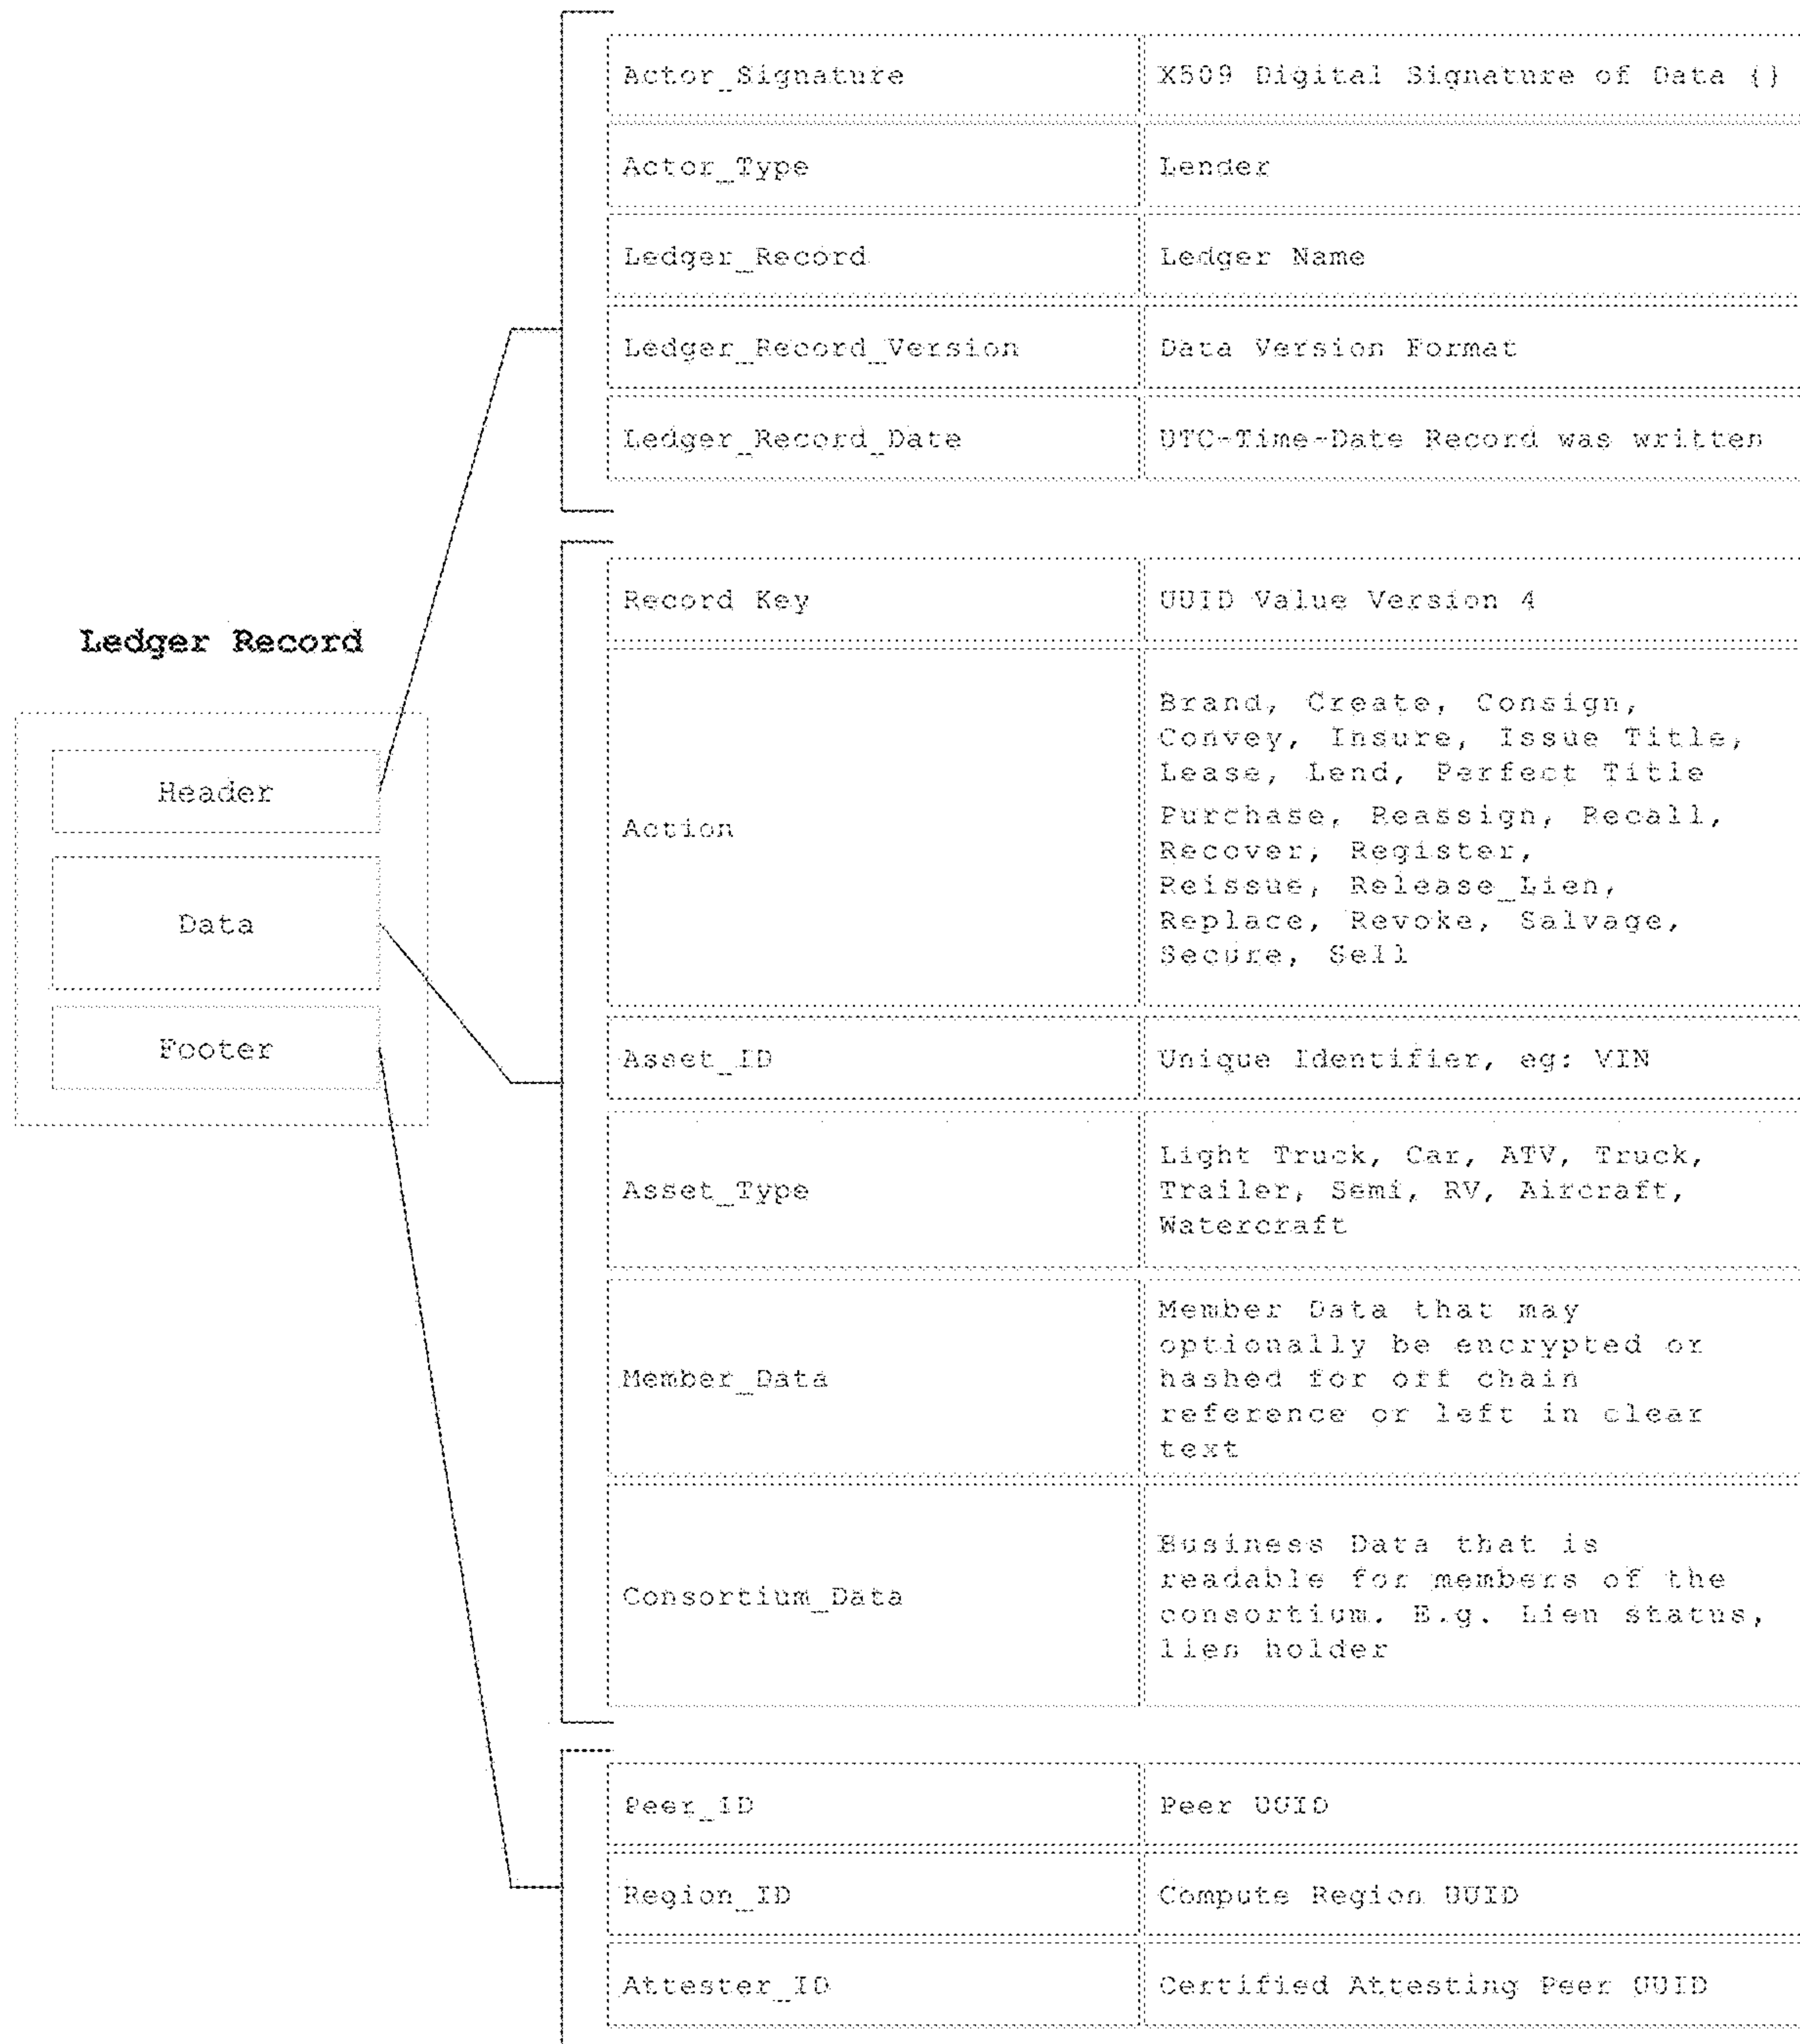 Actor_Signature
X509 Digital Signature of Data {}
Actor_Type
Lender
Ledger_Record
Ledger Name
Ledger_Record_Version
Data Version Format
Ledger_Record_Date
UTC-Time-Date Record was written
Ledger Record
Header
Data
Footer
Record Key
UUID Value Version 4
Action
Brand, Create, Consign,
Convey, Insure, Issue Title,
Lease, Lend, Perfect Title
Purchase, Reassign, Recall,
Recover, Register,
Reissue, Release_Lien,
Replace, Revoke, Salvage,
Secure, Sell
Asset_ID
Unique Identifier, eg: VIN
Asset_Type
Light Truck, Car, ATV, Truck,
Trailer, Semi, RV, Aircraft,
Watercraft
Member_Data
Member Data that may
optionally be encrypted or
hashed for off chain
reference or left in clear
text
Consortium_Data
Business Data that is
readable for members of the
consortium. E.g. Lien status,
lien holder
Peer_ID
Peer UUID
Region_ID
Compute Region UUID
Attester_ID
Certified Attesting Peer UUID